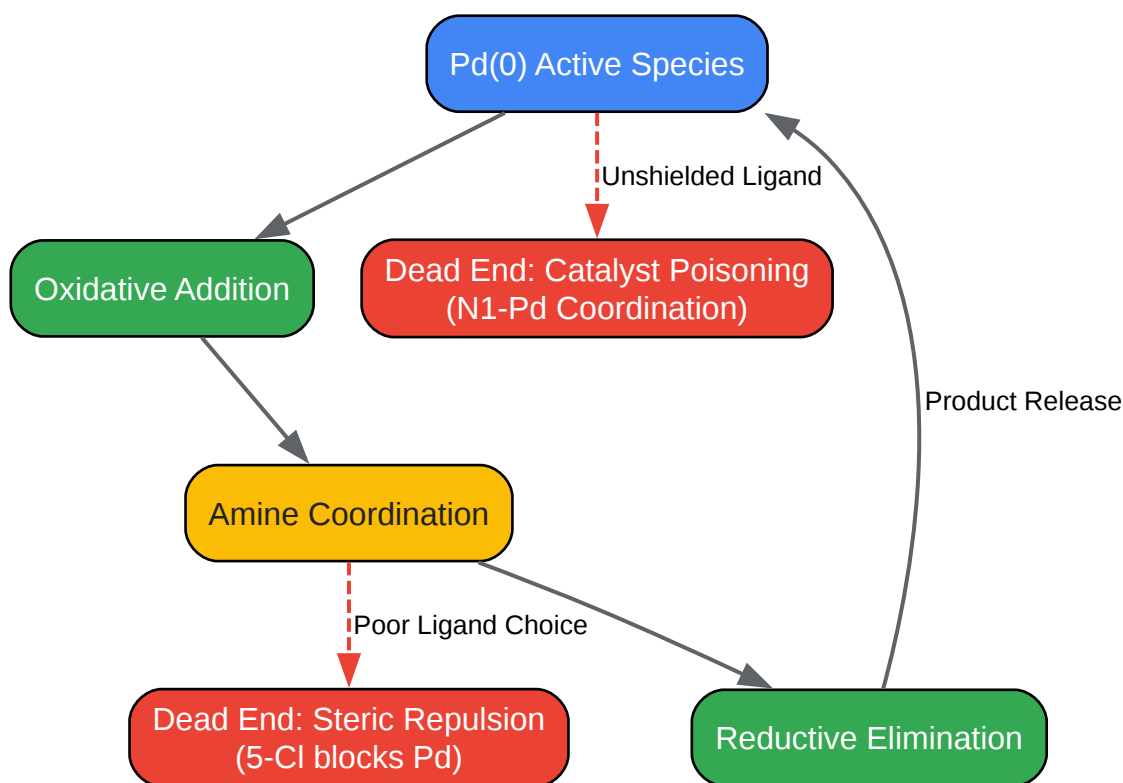 Pd(0) Active Species
Unshielded Ligand
Oxidative Addition
Dead End: Catalyst Poisoning
(N1-Pd Coordination)
Product Release
Amine Coordination
Poor Ligand Choice
Dead End: Steric Repulsion
(5-Cl blocks Pd)
Reductive Elimination